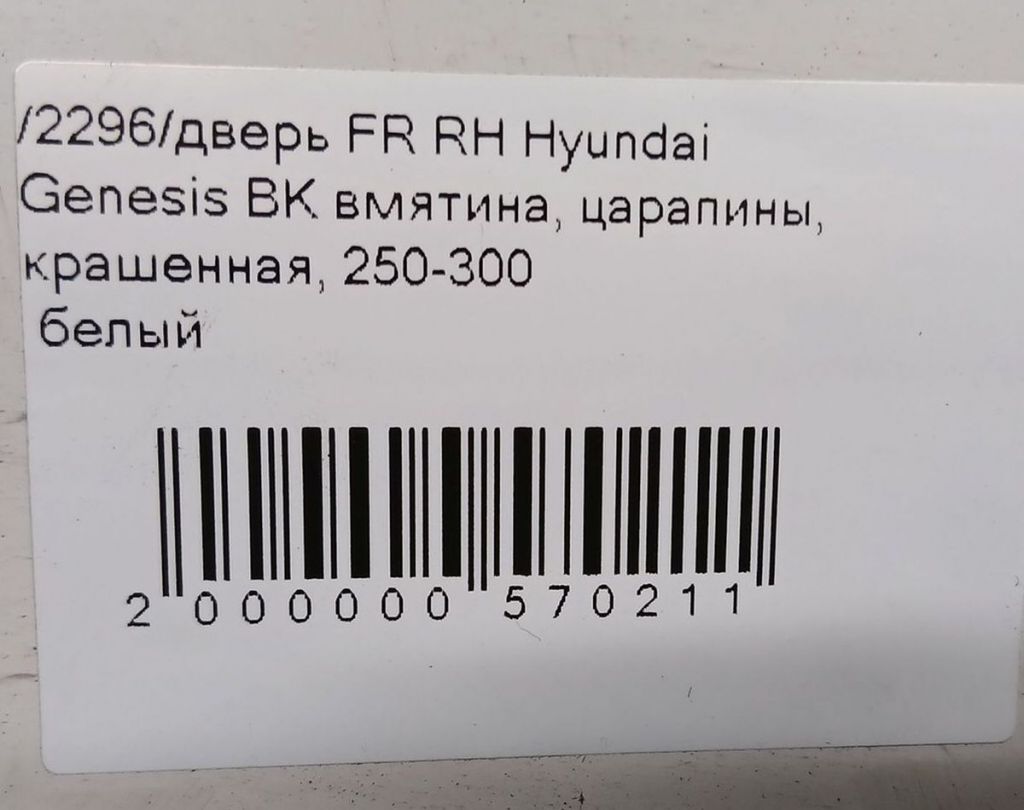 /2296/дверь FR RH Hyundai
Genesis BK вмятина, царапины,
крашенная, 250-300
белый
2 000000 570211